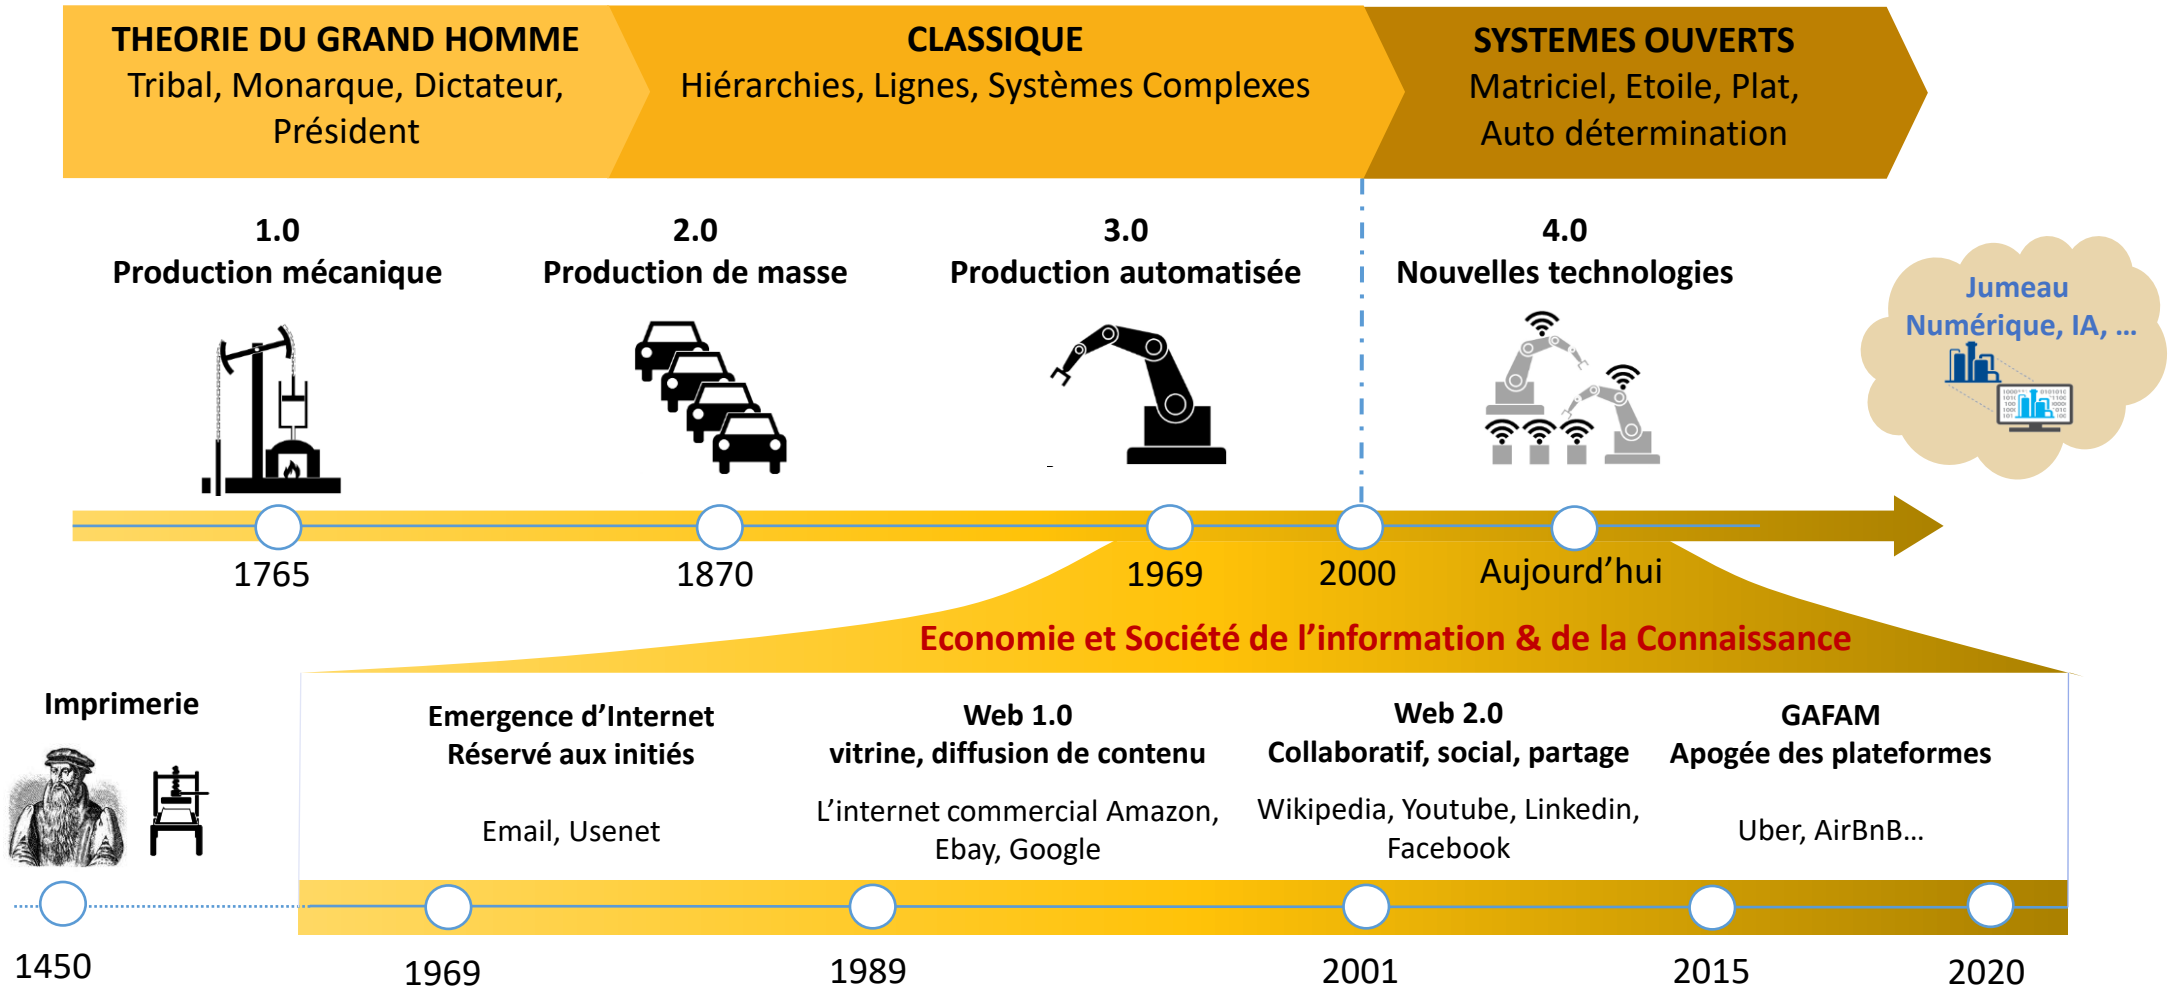 THEORIE DU GRAND HOMME
Tribal, Monarque, Dictateur,
Président
CLASSIQUE
Hiérarchies, Lignes, Systèmes Complexes
SYSTEMES OUVERTS
Matriciel, Etoile, Plat,
Auto détermination
1.0
Production mécanique
2.0
Production de masse
3.0
Production automatisée
4.0
Nouvelles technologies
Jumeau
Numérique, IA, ...
1765
1870
1969
2000
Aujourd’hui
Economie et Société de l’information & de la Connaissance
Imprimerie
Emergence d’Internet
Réservé aux initiés
Email, Usenet
Web 1.0
vitrine, diffusion de contenu
L’internet commercial Amazon,
Ebay, Google
Web 2.0
Collaboratif, social, partage
Wikipedia, Youtube, Linkedin,
Facebook
GAFAM
Apogée des plateformes
Uber, AirBnB...
1450
1969
1989
2001
2015
2020